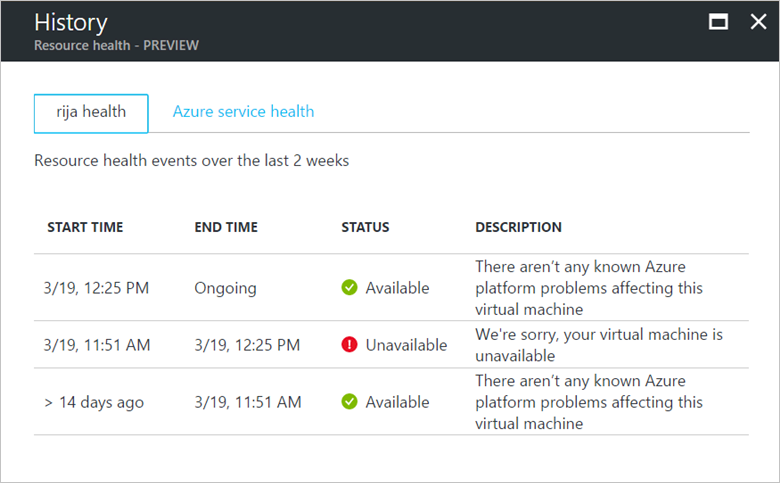 History
Resource health - PREVIEW
rija health
Azure service health
Resource health events over the last 2 weeks
START TIME END TIME STATUS DESCRIPTION
3/19, 12:25 PM Ongoing Available There aren’t any known Azure
platform problems affecting this
virtual machine
3/19, 11:51 AM 3/19, 12:25 PM Unavailable We're sorry, your virtual machine is
unavailable
> 14 days ago 3/19, 11:51 AM Available There aren’t any known Azure
platform problems affecting this
virtual machine